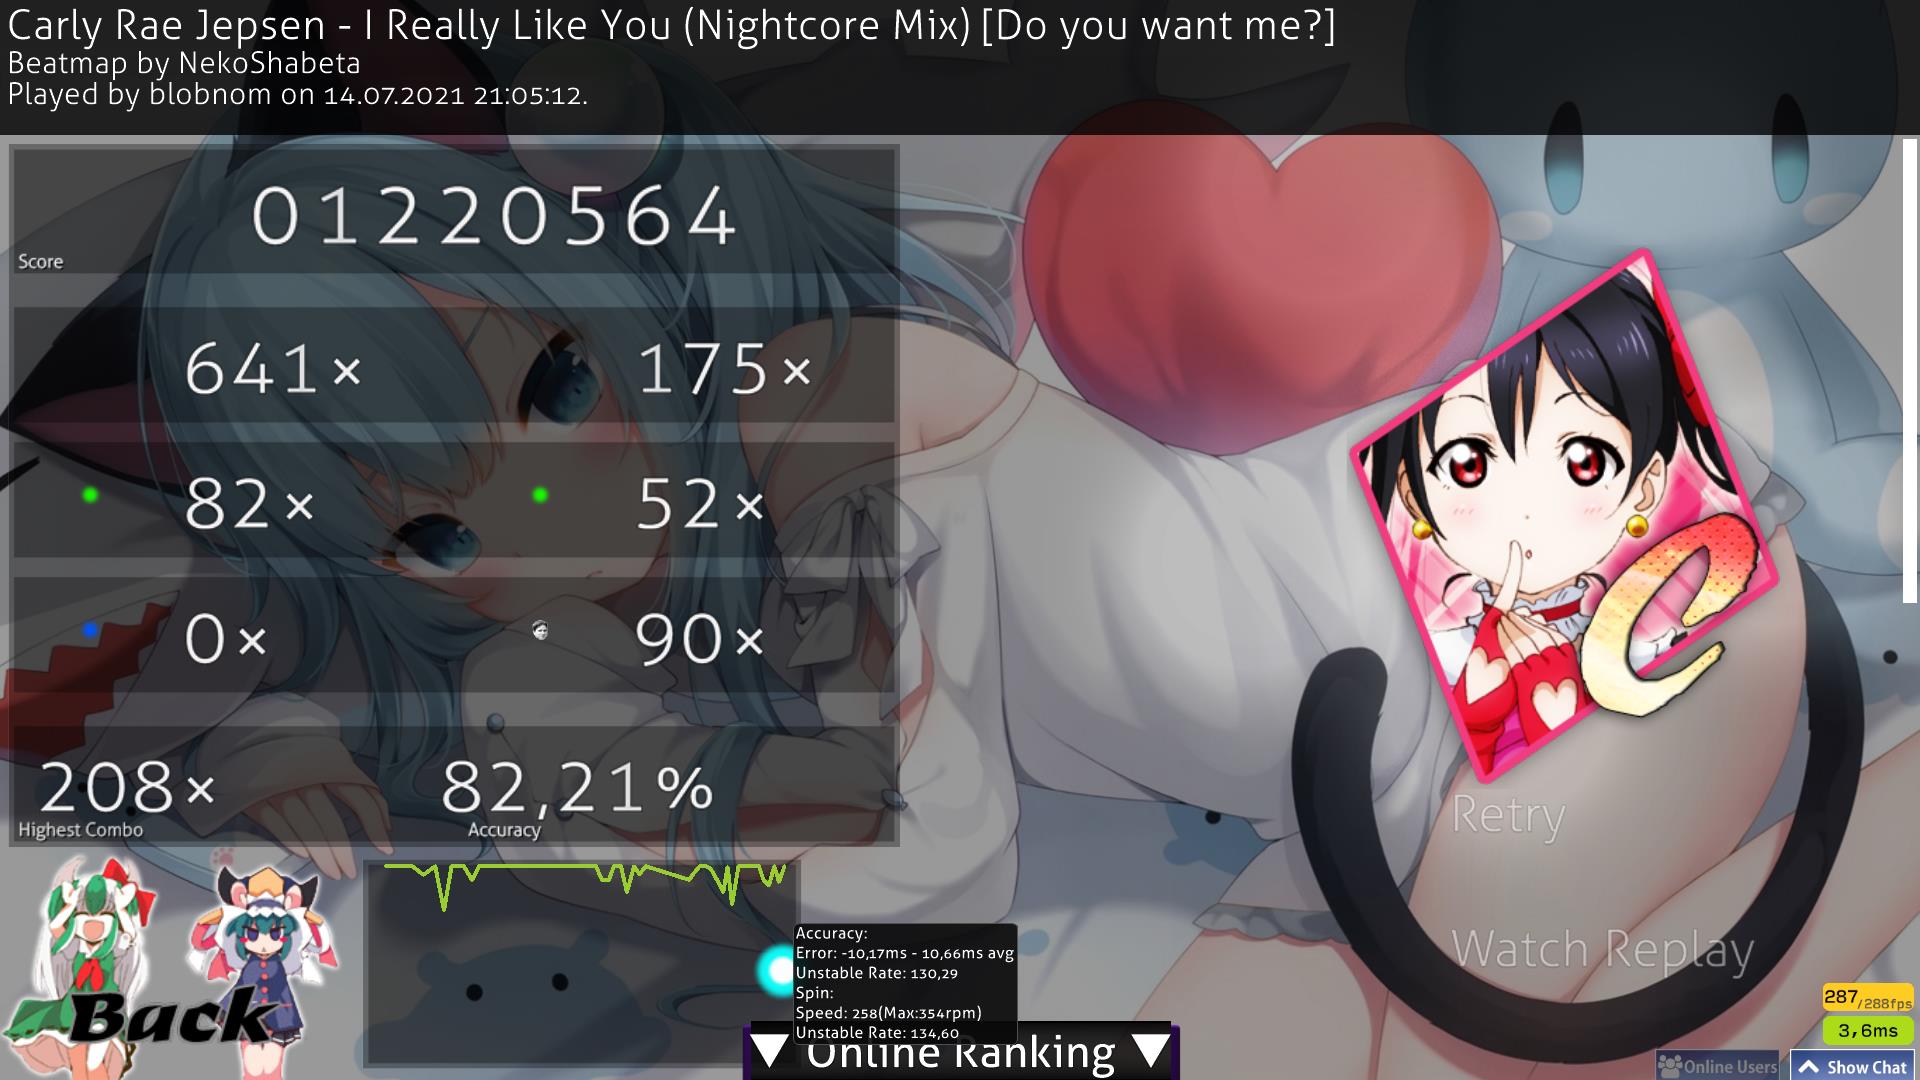 Carly Rae Jepsen - I Really Like You (Nightcore Mix) [Do you want me?]
Beatmap by NekoShabeta
Played by blobnom on 14.07.2021 21:05:12.
01220564
Score
641× 175×
82× 52×
0× 90×
208× 82,21%
Highest Combo Accuracy
C
Retry
Watch Replay
Back
Accuracy:
Error: -10,17ms - 10,66ms avg
Unstable Rate: 130,29
Spin:
Speed: 258(Max:354rpm)
Unstable Rate: 134,60
Online Ranking
287/288fps
3,6ms
Online Users
Show Chat